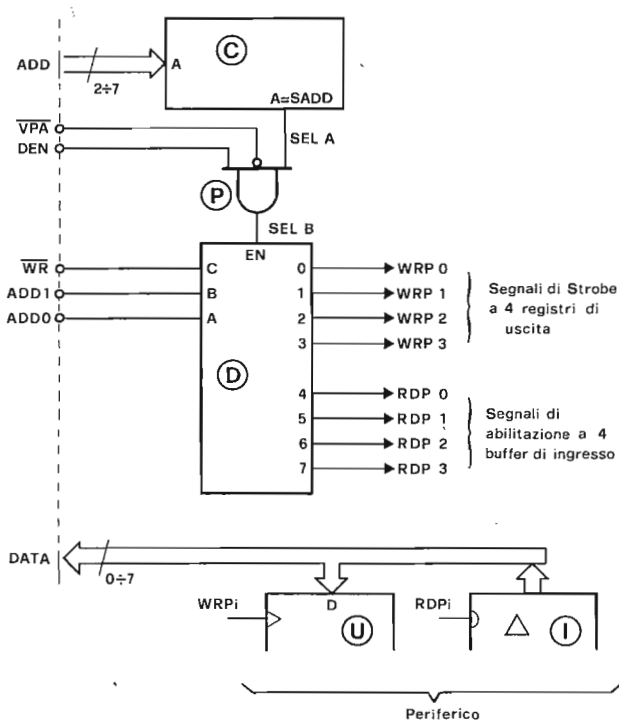 C
ADD
A
2÷7
A=SADD
VPA
SEL A
DEN
P
SEL B
EN
WR
C
0
WRP 0
ADD1
B
1
WRP 1
ADD0
A
2
WRP 2
3
WRP 3
Segnali di Strobe
a 4 registri di
uscita
D
4
RDP 0
5
RDP 1
6
RDP 2
7
RDP 3
Segnali di
abilitazione a 4
buffer di ingresso
DATA
0÷7
WRPi
D
U
RDPi
I
Periferico